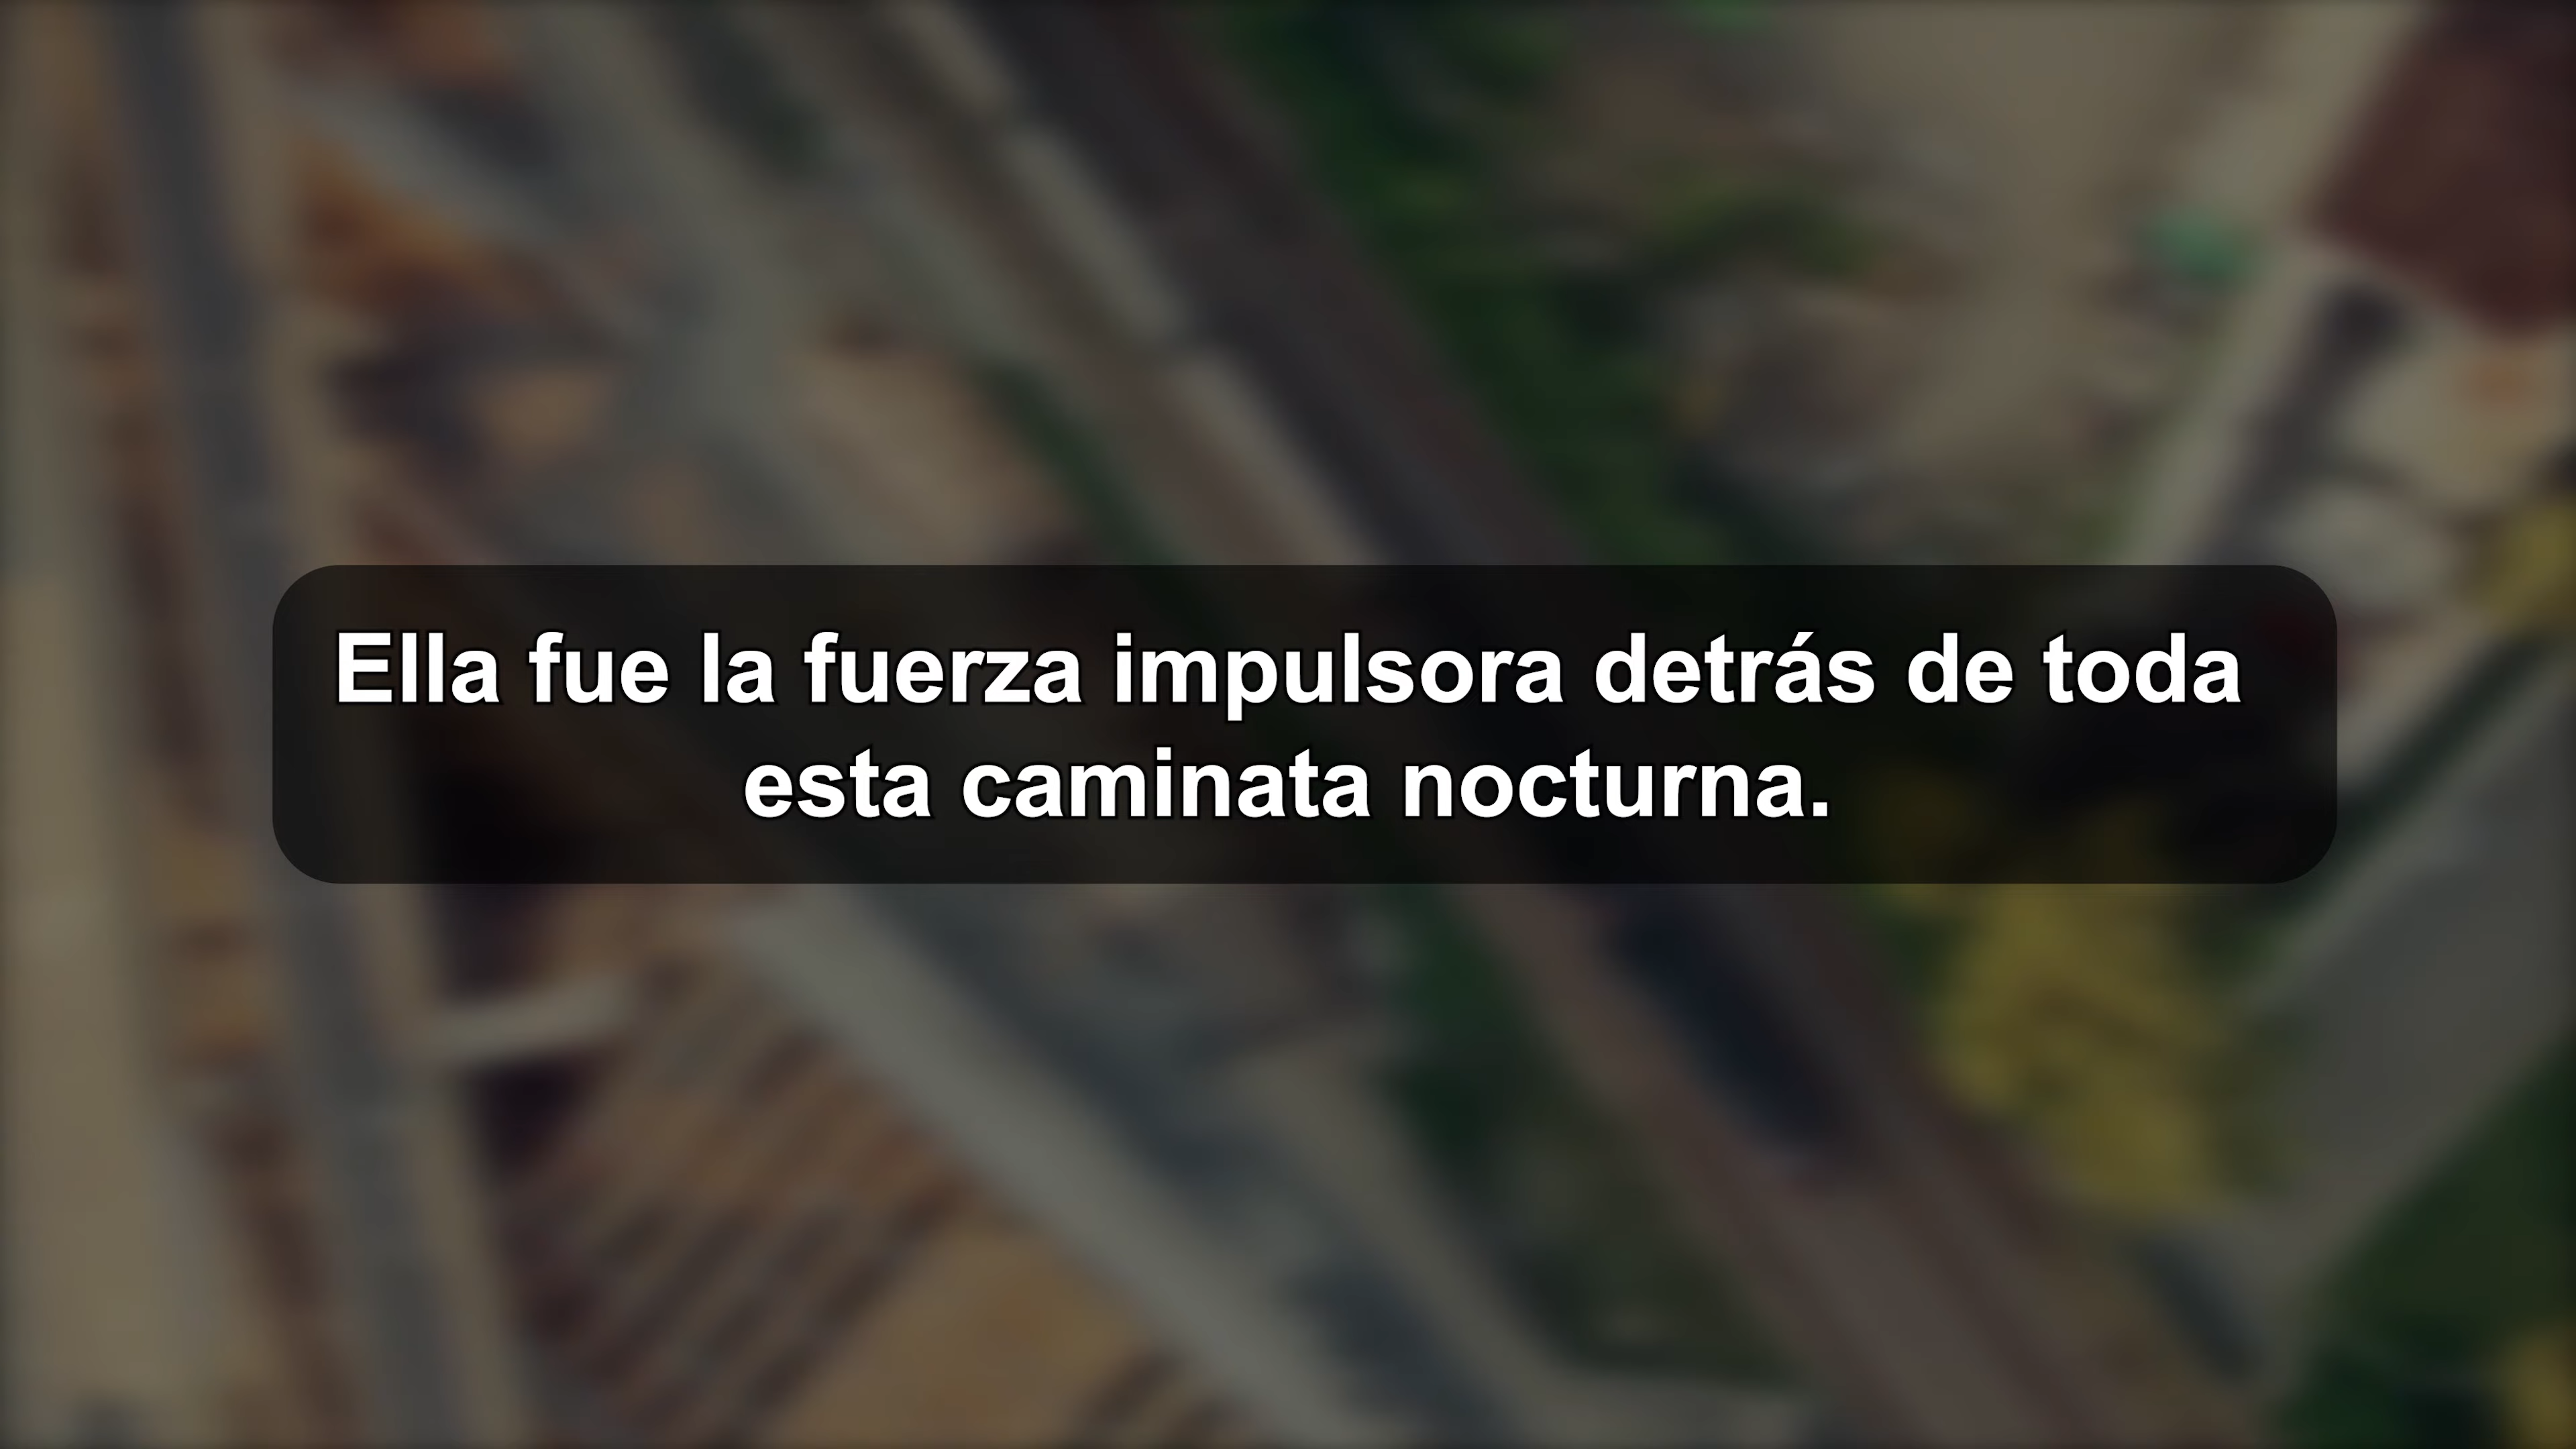 Ella fue la fuerza impulsora detrás de toda
esta caminata nocturna.